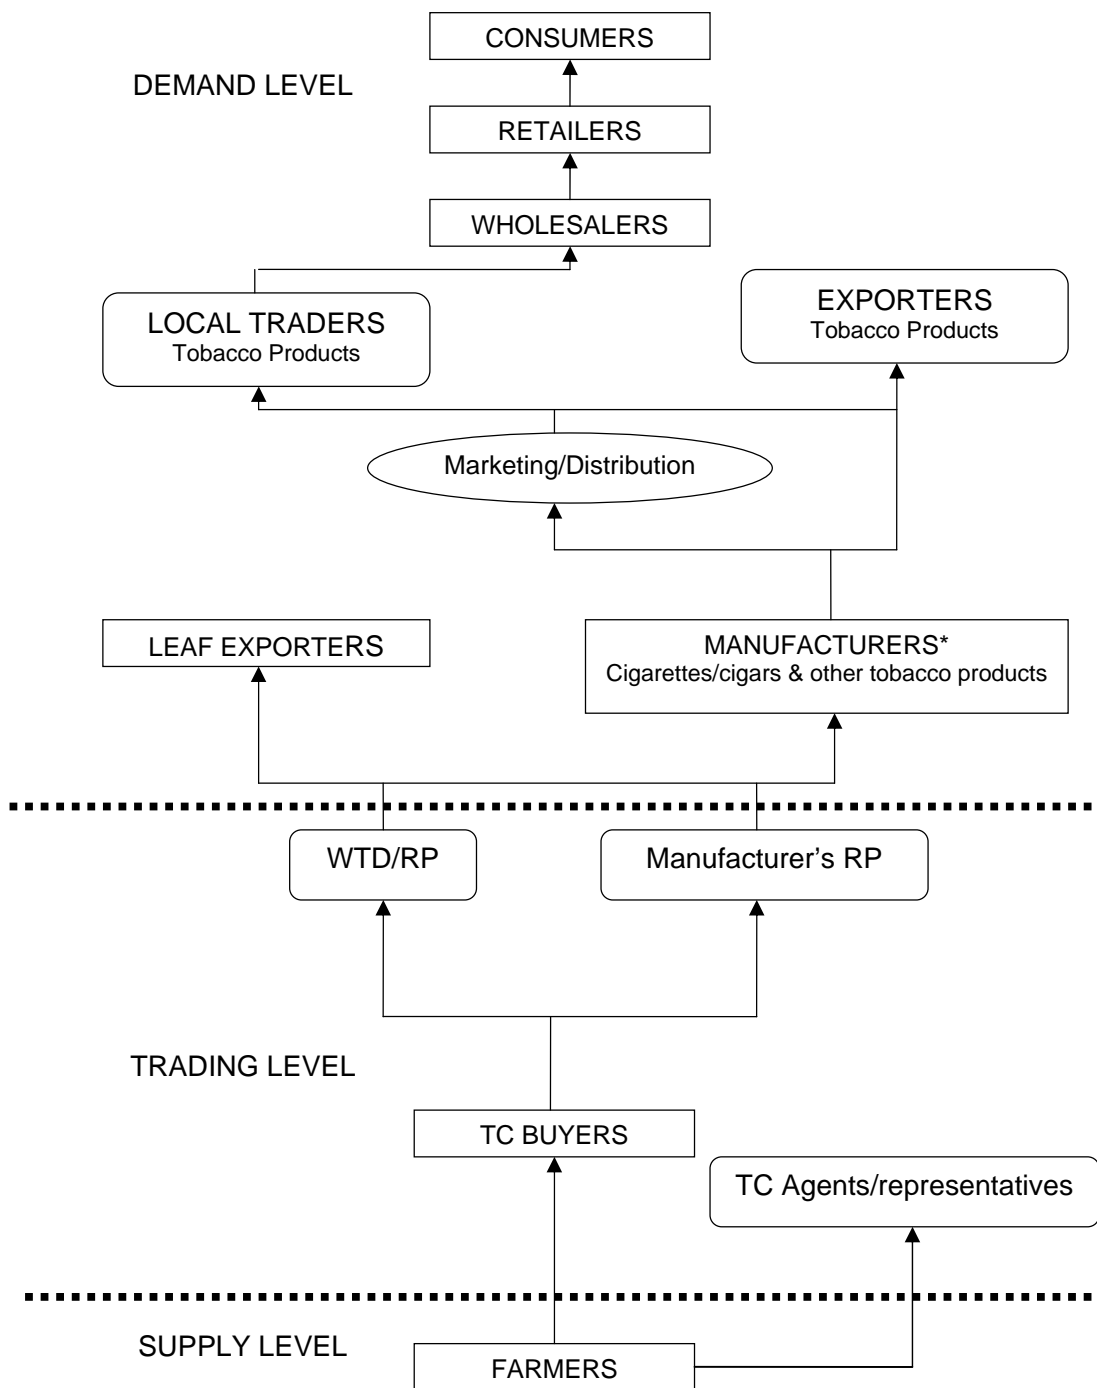 CONSUMERS
DEMAND LEVEL
RETAILERS
WHOLESALERS
LOCAL TRADERS
Tobacco Products
EXPORTERS
Tobacco Products
Marketing/Distribution
LEAF EXPORTERS
MANUFACTURERS*
Cigarettes/cigars & other tobacco products
WTD/RP
Manufacturer’s RP
TRADING LEVEL
TC BUYERS
TC Agents/representatives
SUPPLY LEVEL
FARMERS